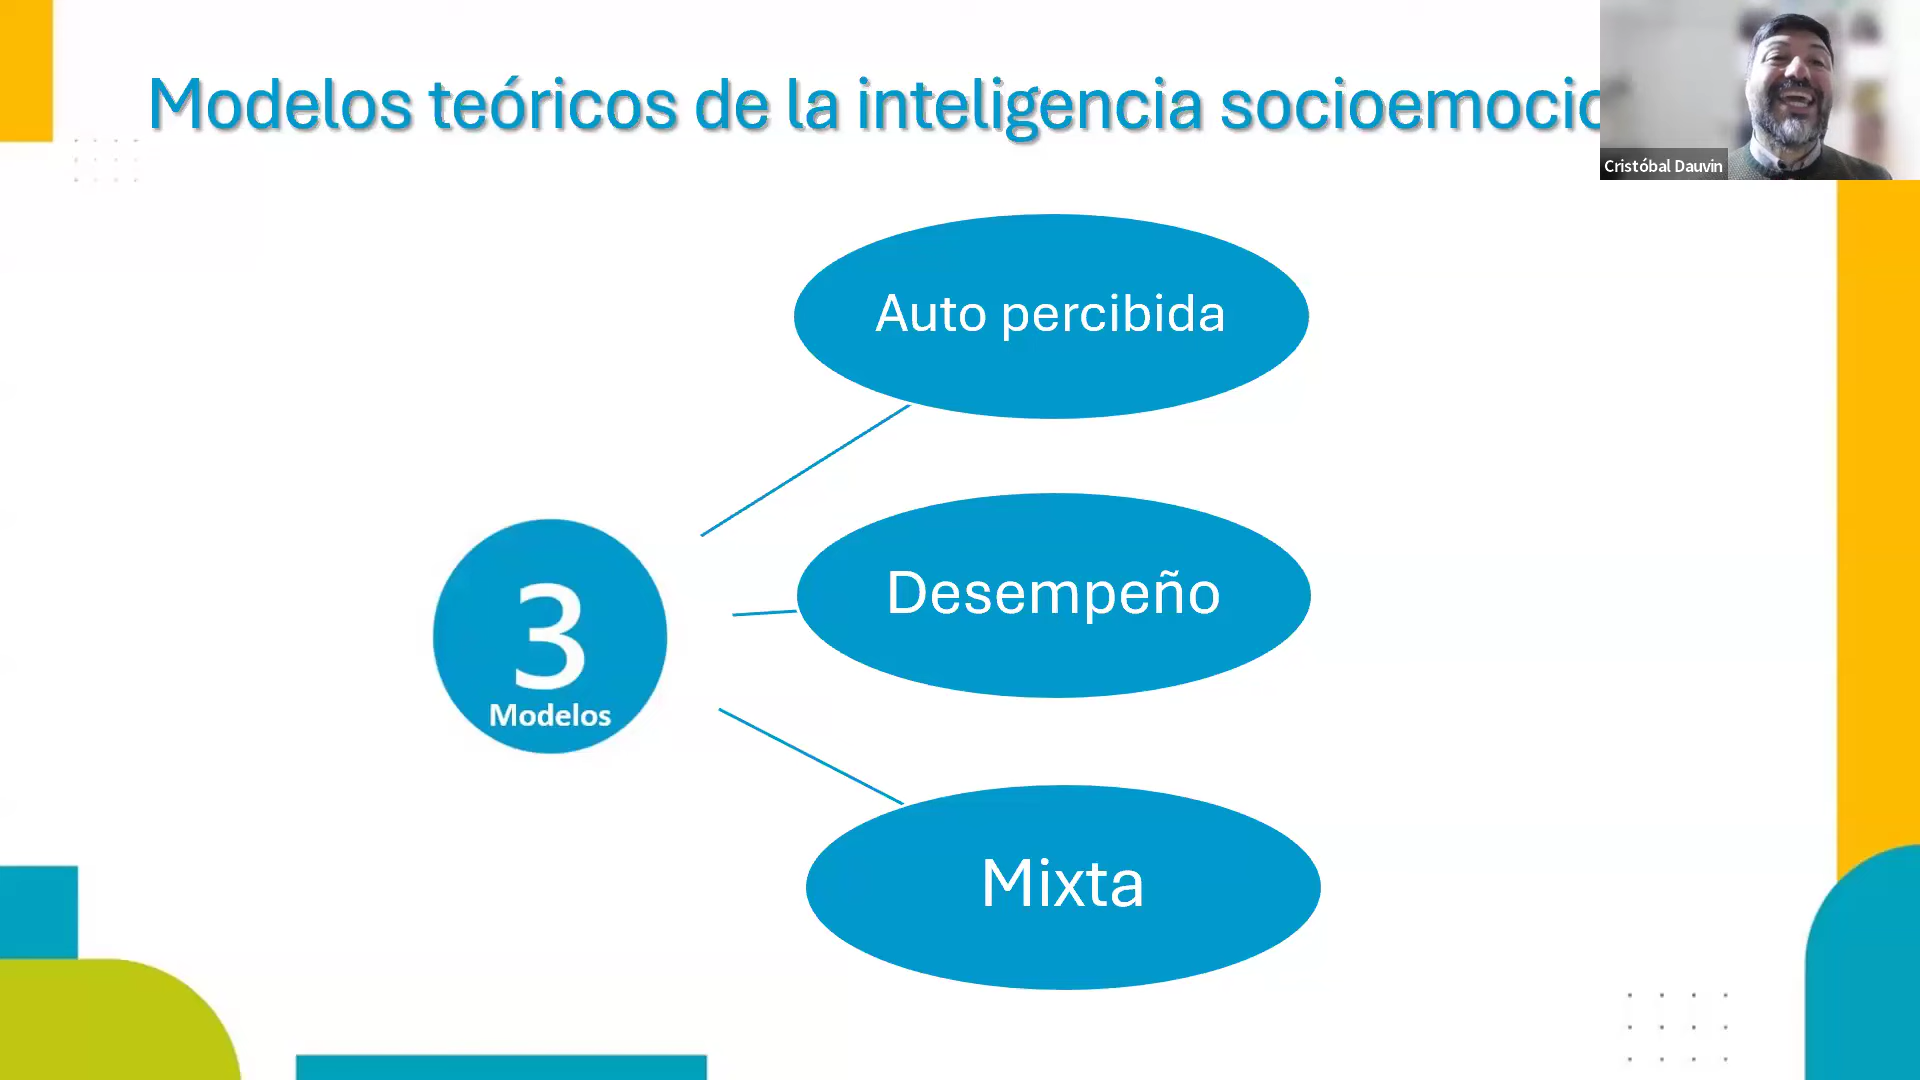 Modelos teóricos de la inteligencia socioemocio
Cristóbal Dauvin
Auto percibida
3
Modelos
Desempeño
Mixta